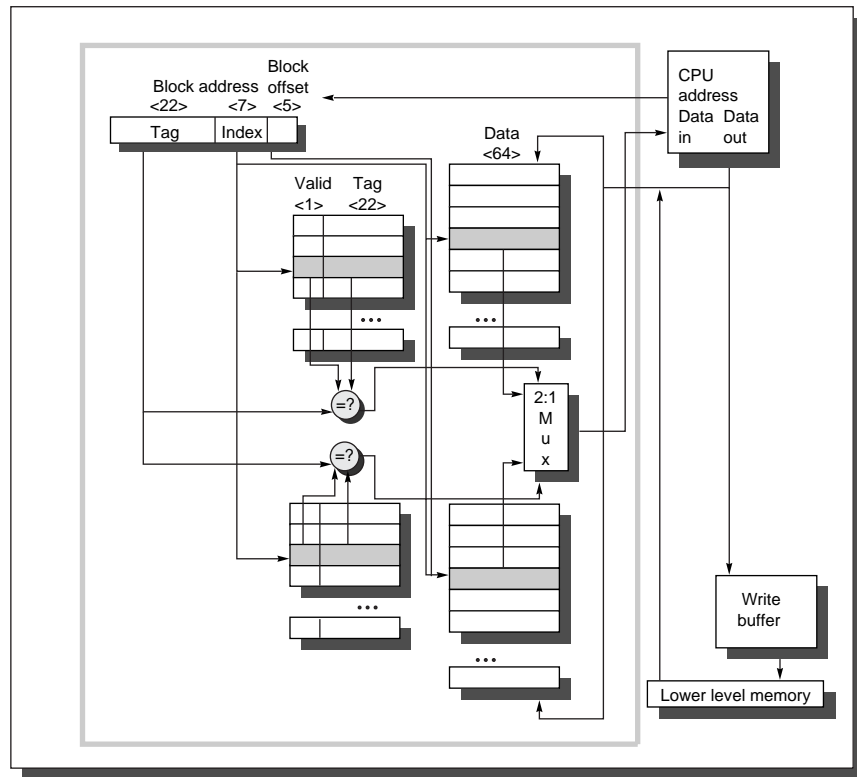 Block address
<22> <7>
Block
offset
<5>
Tag
Index
CPU
address
Data Data
in out
Data
<64>
Valid Tag
<1> <22>
•••
•••
=?
=?
2:1
M
u
x
•••
•••
Write
buffer
Lower level memory